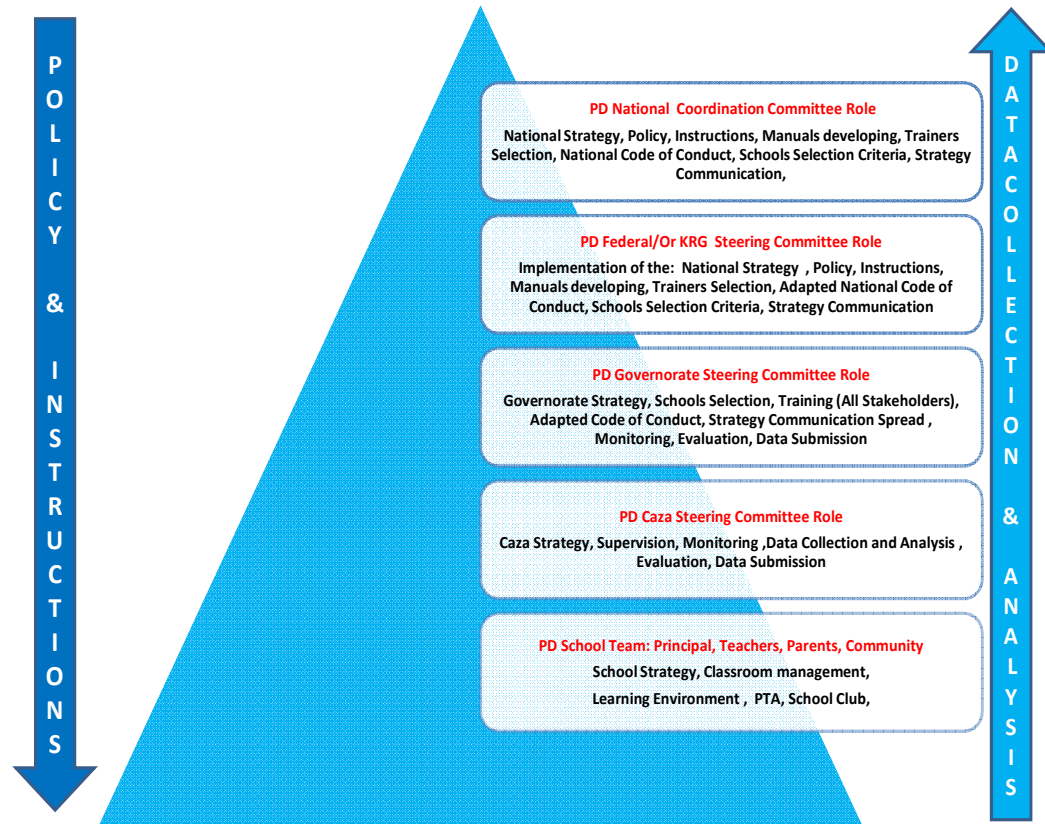 POLICY & INSTRUCTIONS
PD National Coordination Committee Role
National Strategy, Policy, Instructions, Manuals developing, Trainers
Selection, National Code of Conduct, Schools Selection Criteria, Strategy
Communication,
PD Federal/Or KRG Steering Committee Role
Implementation of the: National Strategy , Policy, Instructions,
Manuals developing, Trainers Selection, Adapted National Code of
Conduct, Schools Selection Criteria, Strategy Communication
PD Governorate Steering Committee Role
Governorate Strategy, Schools Selection, Training (All Stakeholders),
Adapted Code of Conduct, Strategy Communication Spread ,
Monitoring, Evaluation, Data Submission
PD Caza Steering Committee Role
Caza Strategy, Supervision, Monitoring ,Data Collection and Analysis ,
Evaluation, Data Submission
PD School Team: Principal, Teachers, Parents, Community
School Strategy, Classroom management,
Learning Environment , PTA, School Club,
DATACOLLECTION & ANALYSIS